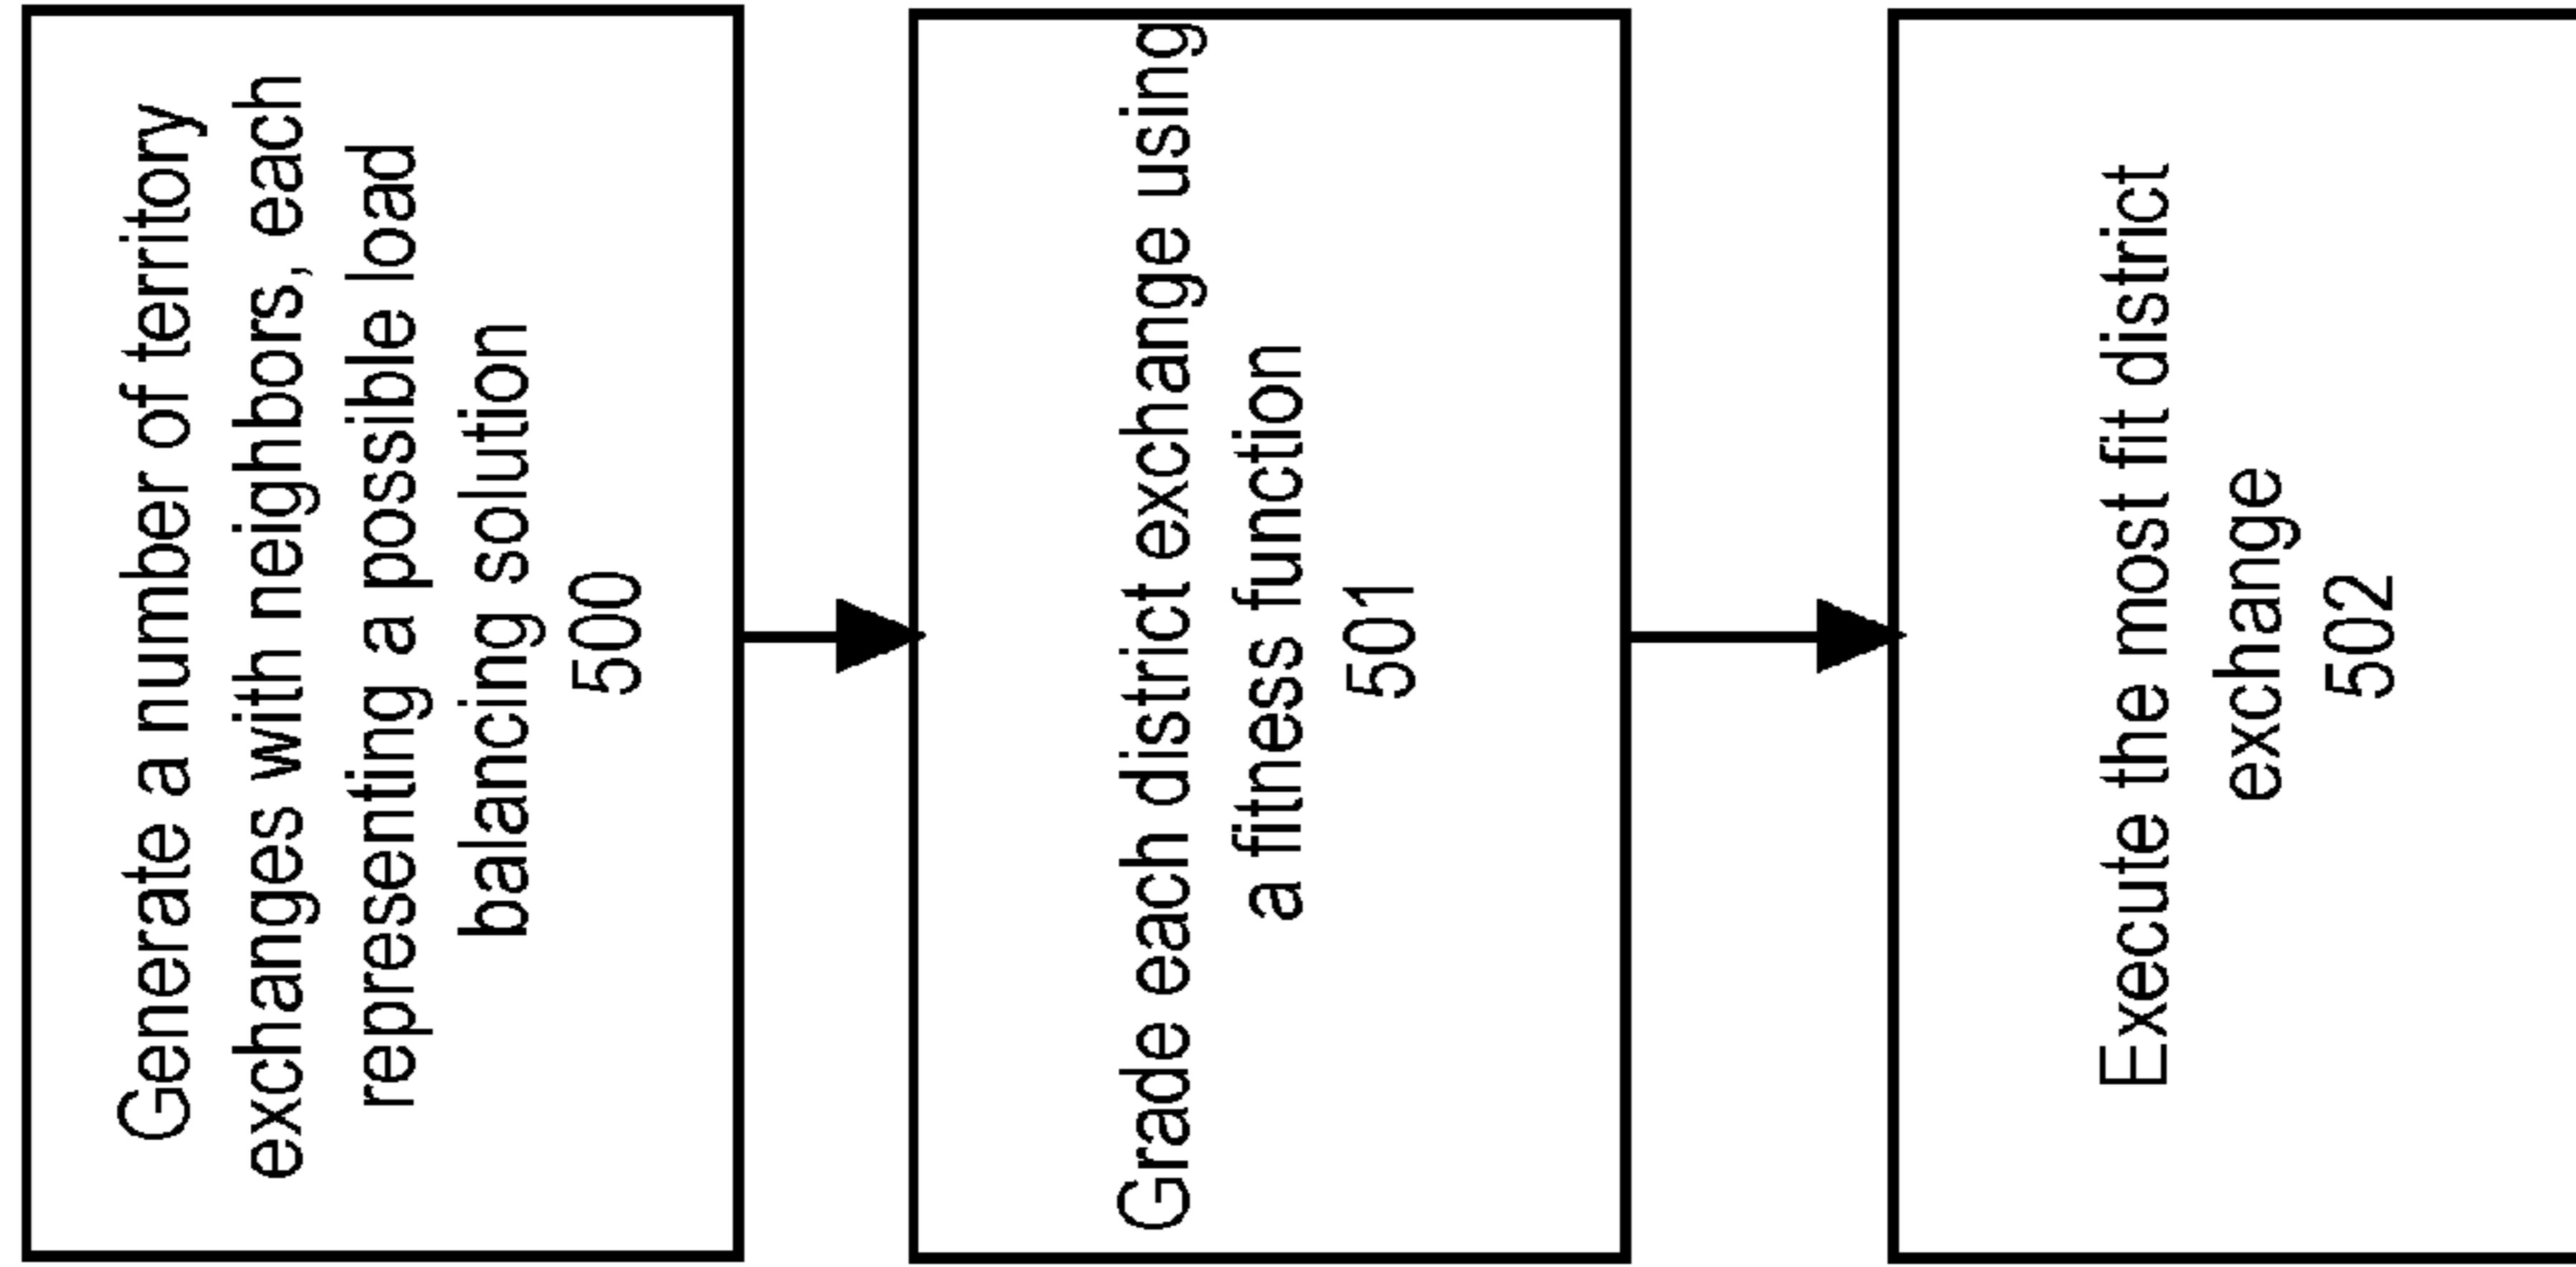 Generate a number of territory
exchanges with neighbors, each
representing a possible load
balancing solution
500
Grade each district exchange using
a fitness function
501
Execute the most fit district
exchange
502